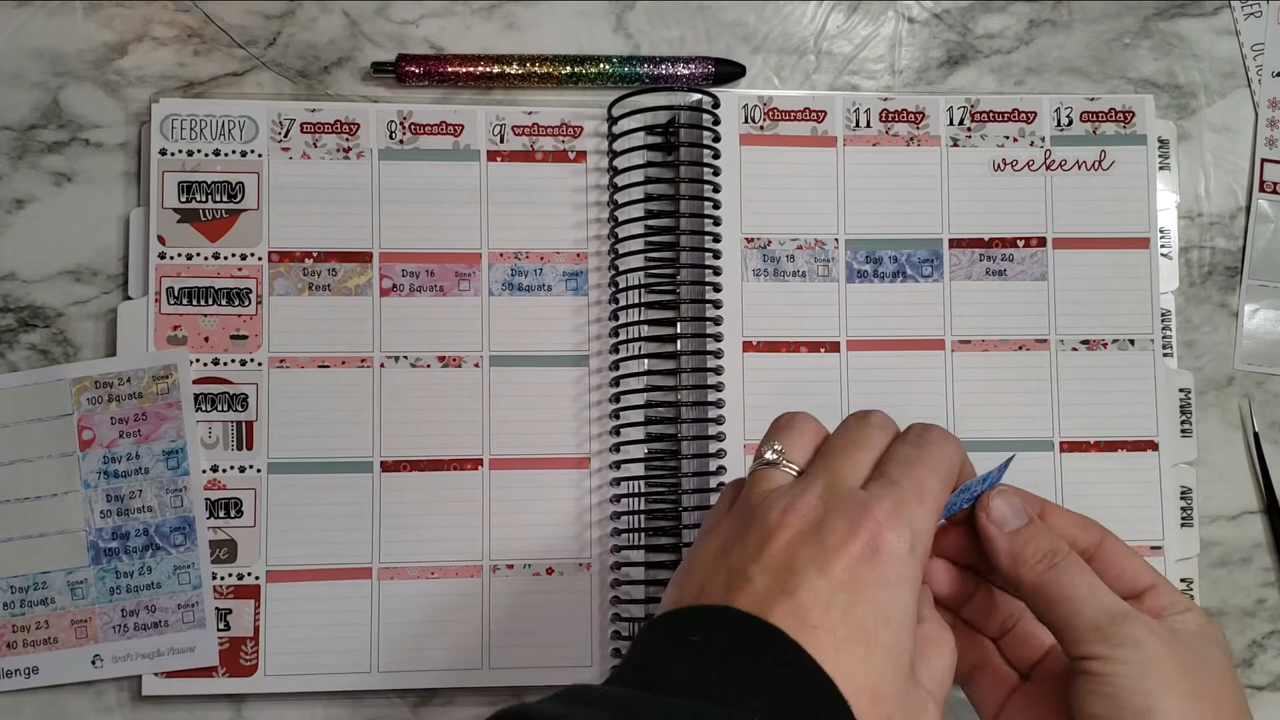 FEBRUARY
7 monday
8 tuesday
9 wednesday
10 thursday
11 friday
12 saturday
13 sunday
weekend
FAMILY
LOVE
WELLNESS
Day 15
Rest
Day 16 Done?
80 Squats
Day 17 Done?
50 Squats
Day 18 Done?
125 Squats
Day 19 Done?
50 Squats
Day 20
Rest
ADING
NER
Day 24 Done?
100 Squats
Day 25
Rest
Day 26 Done?
75 Squats
Day 27 Done?
50 Squats
Day 28 Done?
150 Squats
Day 22 Done?
80 Squats
Day 29 Done?
95 Squats
Day 23 Done?
40 Squats
Day 30 Done?
175 Squats
llenge
Craft Penguin Planner
JUNE
JULY
AUGUST
MARCH
APRIL